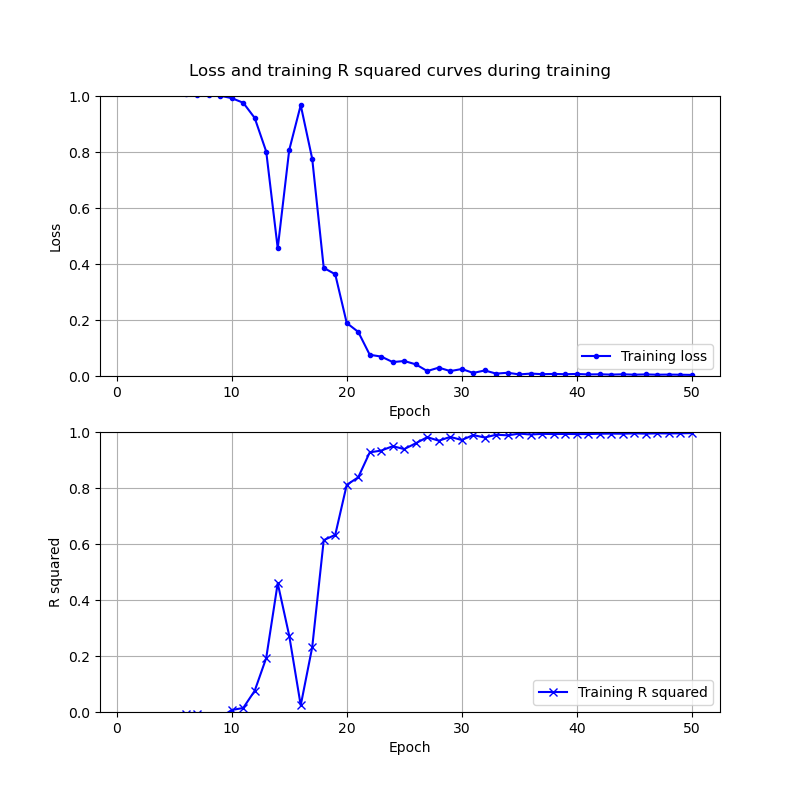 Loss and training R squared curves during training
1.0
0.8
0.6
0.4
0.2
0.0
Loss
Training loss
0 10 20 30 40 50
Epoch
1.0
0.8
0.6
0.4
0.2
0.0
R squared
Training R squared
0 10 20 30 40 50
Epoch